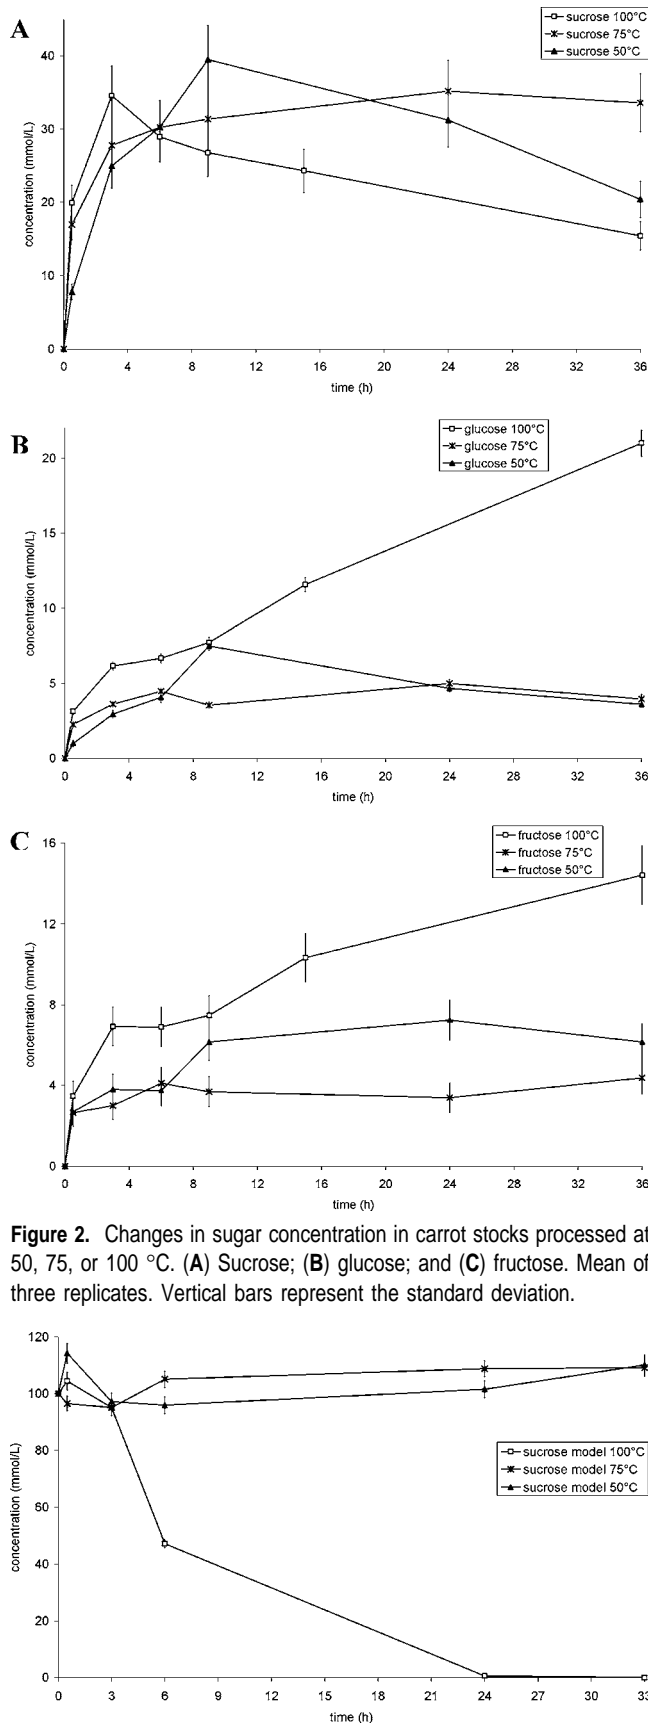 A
sucrose 100°C
sucrose 75°C
sucrose 50°C
40
30
20
10
0
concentration (mmol/L)
0 4 8 12 16 20 24 28 32 36
time (h)
B
glucose 100°C
glucose 75°C
glucose 50°C
20
15
10
5
0
concentration (mmol/L)
0 4 8 12 16 20 24 28 32 36
time (h)
C
fructose 100°C
fructose 75°C
fructose 50°C
16
12
8
4
0
concentration (mmol/L)
0 4 8 12 16 20 24 28 32 36
time (h)
Figure 2. Changes in sugar concentration in carrot stocks processed at
50, 75, or 100 °C. (A) Sucrose; (B) glucose; and (C) fructose. Mean of
three replicates. Vertical bars represent the standard deviation.
120
100
80
60
40
20
0
concentration (mmol/L)
sucrose model 100°C
sucrose model 75°C
sucrose model 50°C
0 3 6 9 12 15 18 21 24 27 30 33
time (h)